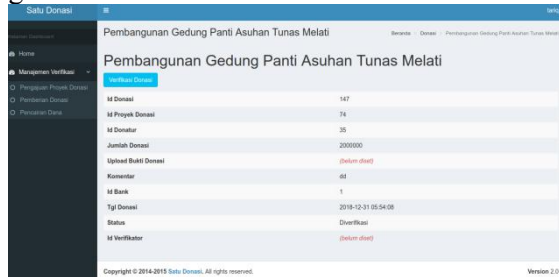 Satu Donasi
tariq
Pembangunan Gedung Panti Asuhan Tunas Melati
Beranda Donasi Pembangunan Gedung Panti Asuhan Tunas Melati
Home
Manajemen Verifikasi
Pengajuan Proyek Donasi
Pemberian Donasi
Pencairan Dana
Pembangunan Gedung Panti Asuhan Tunas Melati
Verifikasi Donasi
Id Donasi 147
Id Proyek Donasi 74
Id Donatur 35
Jumlah Donasi 2000000
Upload Bukti Donasi (belum diset)
Komentar dd
Id Bank 1
Tgl Donasi 2018-12-31 05:54:08
Status Diverifikasi
Id Verifikator (belum diset)
Copyright © 2014-2015 Satu Donasi. All rights reserved. Version 2.0